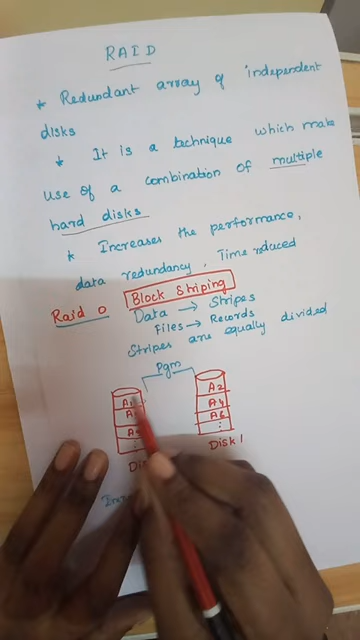 RAID
* Redundant array of independent
disks
* It is a technique which make
use of a combination of multiple
hard disks
* Increases the performance,
data redundancy, Time reduced
Raid 0 Block Striping
Data → Stripes
Files → Records
Stripes are equally divided
Pgm
A1 A2
A4
A6
Disk 1